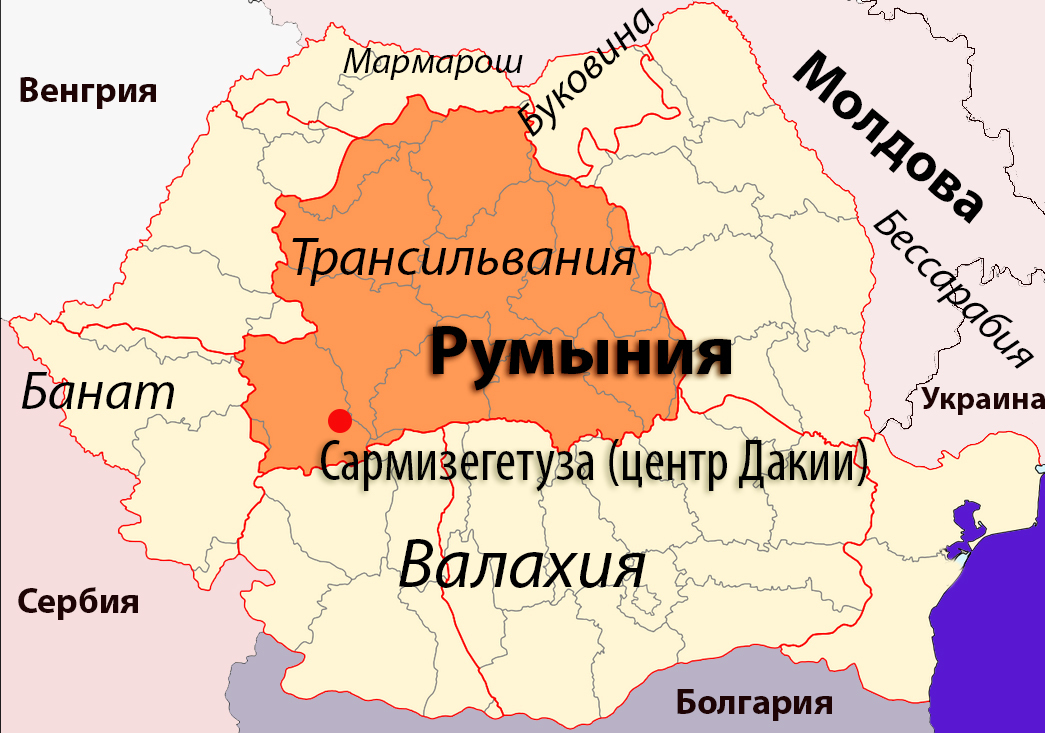 Мармарош
Буковина
Венгрия
Молдова
Трансильвания
Бессарабия
Румыния
Банат
Украина
Сармизегетуза (центр Дакии)
Валахия
Сербия
Болгария